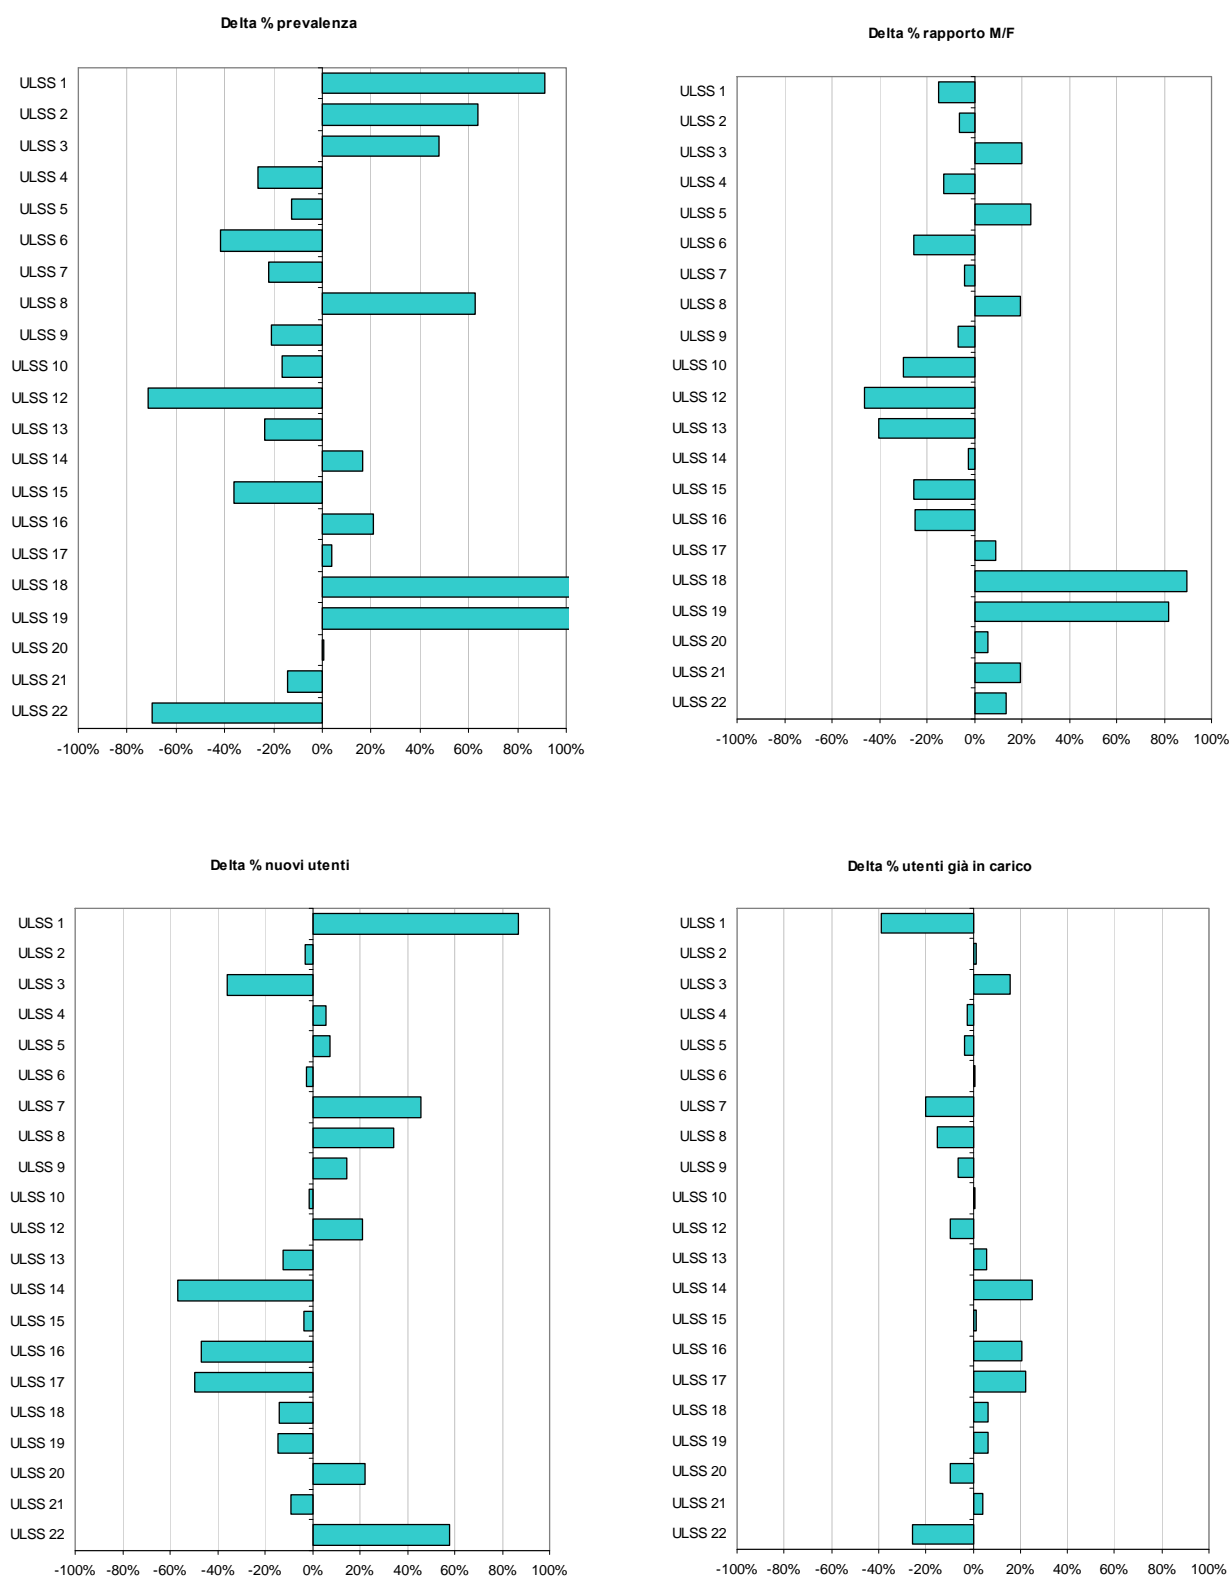 Delta % prevalenza
ULSS 1
ULSS 2
ULSS 3
ULSS 4
ULSS 5
ULSS 6
ULSS 7
ULSS 8
ULSS 9
ULSS 10
ULSS 12
ULSS 13
ULSS 14
ULSS 15
ULSS 16
ULSS 17
ULSS 18
ULSS 19
ULSS 20
ULSS 21
ULSS 22
-100% -80% -60% -40% -20% 0% 20% 40% 60% 80% 100%
Delta % rapporto M/F
ULSS 1
ULSS 2
ULSS 3
ULSS 4
ULSS 5
ULSS 6
ULSS 7
ULSS 8
ULSS 9
ULSS 10
ULSS 12
ULSS 13
ULSS 14
ULSS 15
ULSS 16
ULSS 17
ULSS 18
ULSS 19
ULSS 20
ULSS 21
ULSS 22
-100% -80% -60% -40% -20% 0% 20% 40% 60% 80% 100%
Delta % nuovi utenti
ULSS 1
ULSS 2
ULSS 3
ULSS 4
ULSS 5
ULSS 6
ULSS 7
ULSS 8
ULSS 9
ULSS 10
ULSS 12
ULSS 13
ULSS 14
ULSS 15
ULSS 16
ULSS 17
ULSS 18
ULSS 19
ULSS 20
ULSS 21
ULSS 22
-100% -80% -60% -40% -20% 0% 20% 40% 60% 80% 100%
Delta % utenti già in carico
ULSS 1
ULSS 2
ULSS 3
ULSS 4
ULSS 5
ULSS 6
ULSS 7
ULSS 8
ULSS 9
ULSS 10
ULSS 12
ULSS 13
ULSS 14
ULSS 15
ULSS 16
ULSS 17
ULSS 18
ULSS 19
ULSS 20
ULSS 21
ULSS 22
-100% -80% -60% -40% -20% 0% 20% 40% 60% 80% 100%